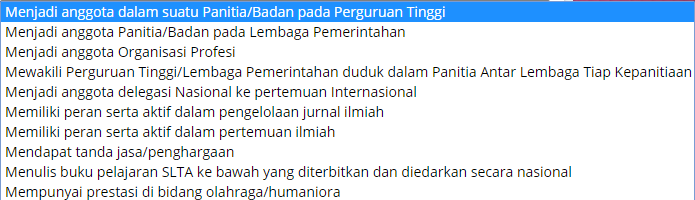 Menjadi anggota dalam suatu Panitia/Badan pada Perguruan Tinggi
Menjadi anggota Panitia/Badan pada Lembaga Pemerintahan
Menjadi anggota Organisasi Profesi
Mewakili Perguruan Tinggi/Lembaga Pemerintahan duduk dalam Panitia Antar Lembaga Tiap Kepanitiaan
Menjadi anggota delegasi Nasional ke pertemuan Internasional
Memiliki peran serta aktif dalam pengelolaan jurnal ilmiah
Memiliki peran serta aktif dalam pertemuan ilmiah
Mendapat tanda jasa/penghargaan
Menulis buku pelajaran SLTA ke bawah yang diterbitkan dan diedarkan secara nasional
Mempunyai prestasi di bidang olahraga/humaniora